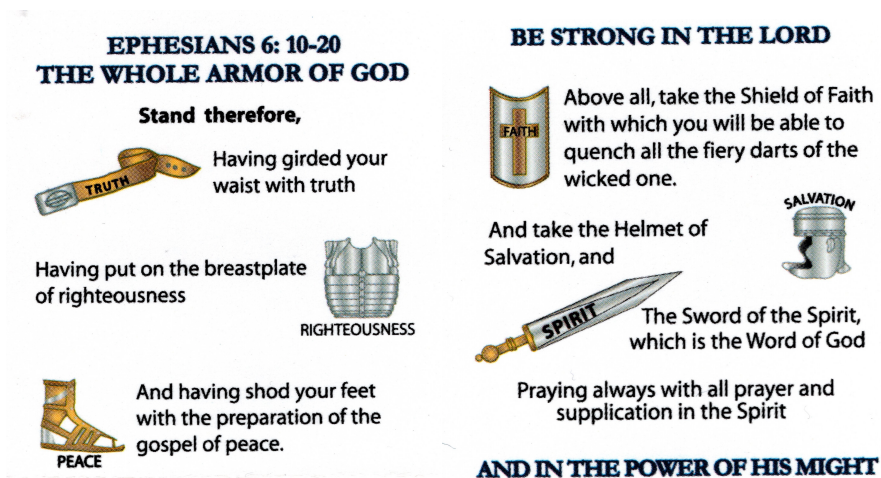 EPHESIANS 6: 10-20
THE WHOLE ARMOR OF GOD
Stand therefore,
TRUTH
Having girded your
waist with truth
Having put on the breastplate
of righteousness
RIGHTEOUSNESS
And having shod your feet
with the preparation of the
gospel of peace.
PEACE
BE STRONG IN THE LORD
FAITH
Above all, take the Shield of Faith
with which you will be able to
quench all the fiery darts of the
wicked one.
SALVATION
And take the Helmet of
Salvation, and
SPIRIT
The Sword of the Spirit,
which is the Word of God
Praying always with all prayer and
supplication in the Spirit
AND IN THE POWER OF HIS MIGHT